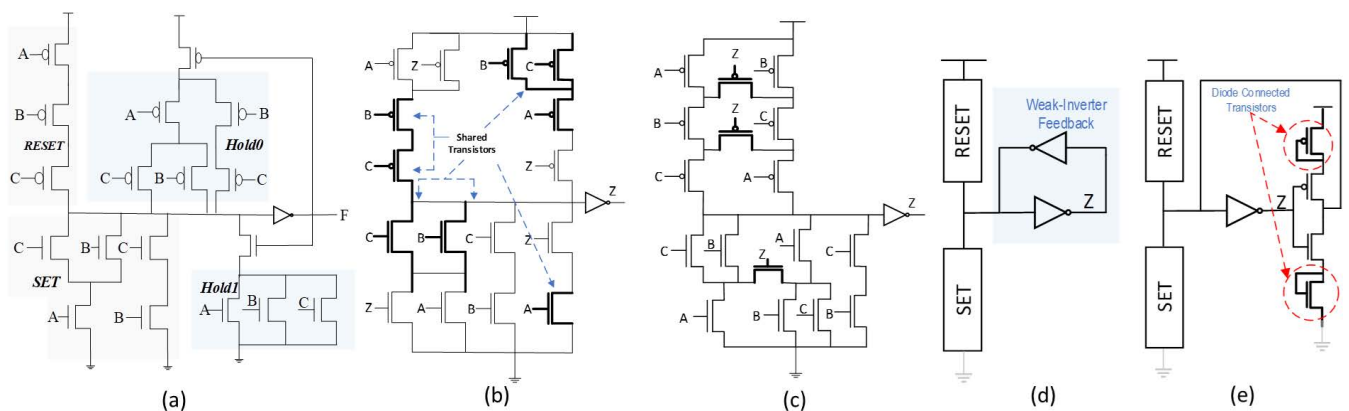 A
B
RESET
C
A
B
Hold0
C
B
C
F
C
B
C
SET
A
B
Hold1
A
B
C
(a)
A
Z
B
C
B
A
Shared
Transistors
C
Z
Z
C
B
C
Z
Z
A
B
A
(b)
Z
A
B
Z
B
C
C
A
Z
C
B
A
Z
C
A
B
C
B
(c)
RESET
Weak-Inverter
Feedback
Z
SET
(d)
RESET
Diode Connected
Transistors
Z
SET
(e)